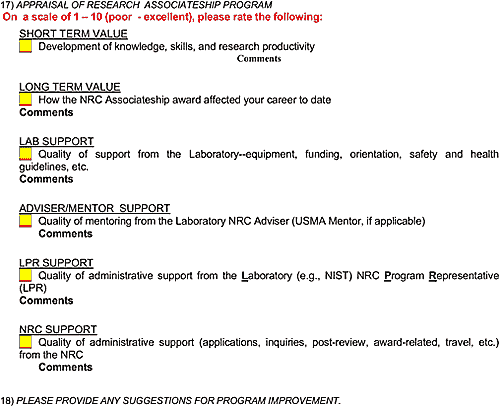 17) APPRAISAL OF RESEARCH ASSOCIATESHIP PROGRAM
On a scale of 1 – 10 (poor - excellent), please rate the following:
SHORT TERM VALUE
Development of knowledge, skills, and research productivity
Comments
LONG TERM VALUE
How the NRC Associateship award affected your career to date
Comments
LAB SUPPORT
Quality of support from the Laboratory--equipment, funding, orientation, safety and health
guidelines, etc.
Comments
ADVISER/MENTOR SUPPORT
Quality of mentoring from the Laboratory NRC Adviser (USMA Mentor, if applicable)
Comments
LPR SUPPORT
Quality of administrative support from the Laboratory (e.g., NIST) NRC Program Representative
(LPR)
Comments
NRC SUPPORT
Quality of administrative support (applications, inquiries, post-review, award-related, travel, etc.)
from the NRC
Comments
18) PLEASE PROVIDE ANY SUGGESTIONS FOR PROGRAM IMPROVEMENT.